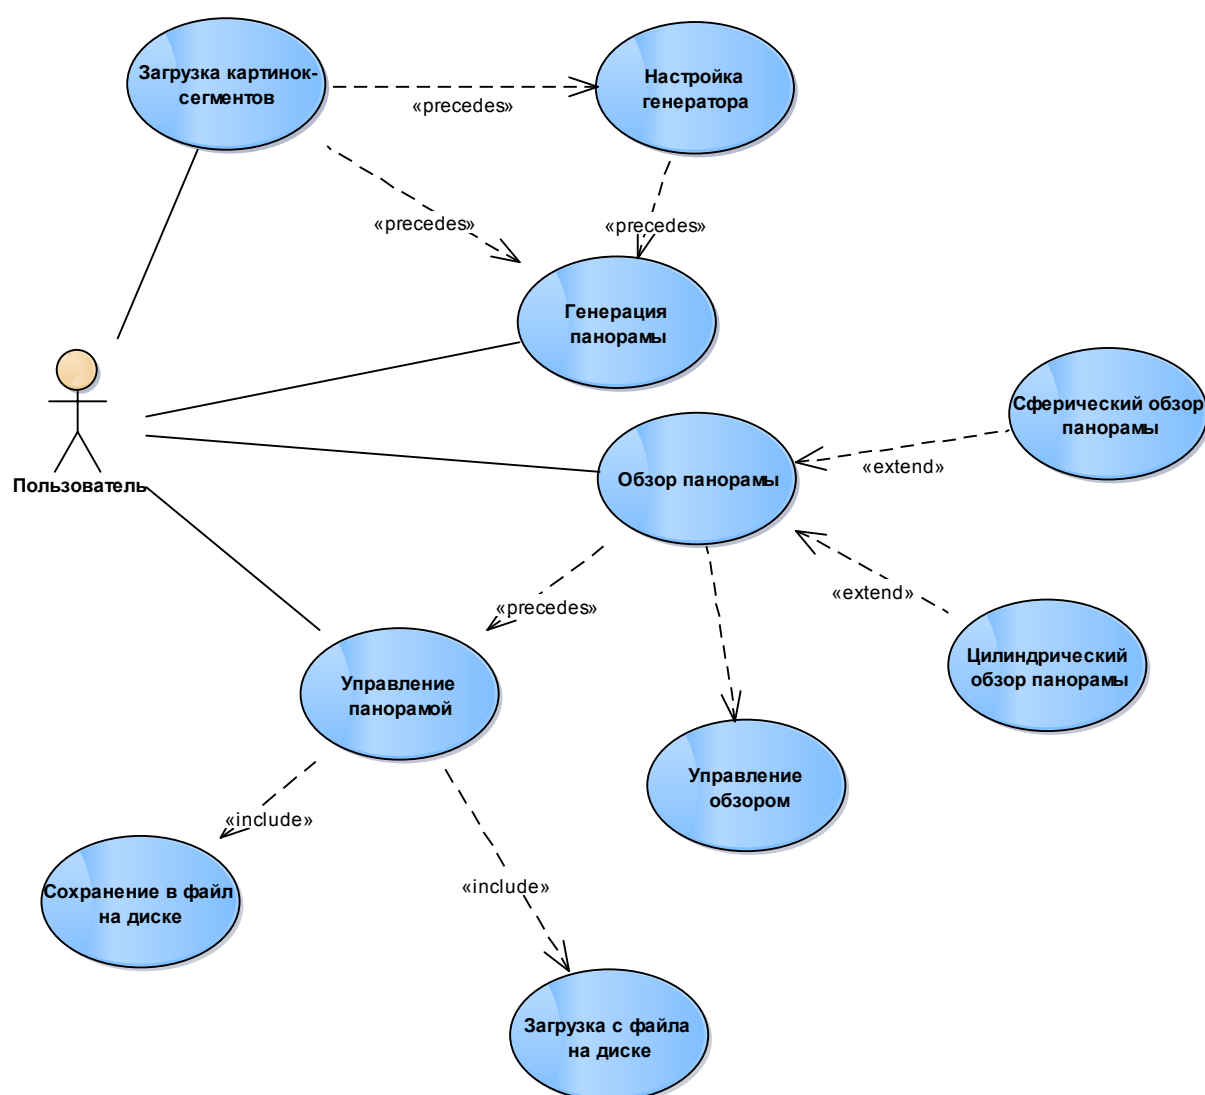 Загрузка картинок-
сегментов
Настройка
генератора
«precedes»
«precedes»
«precedes»
Генерация
панорамы
Пользователь
Сферический обзор
панорамы
Обзор панорамы
«extend»
«extend»
«precedes»
Цилиндрический
обзор панорамы
Управление
панорамой
Управление
обзором
«include»
«include»
Сохранение в файл
на диске
Загрузка с файла
на диске